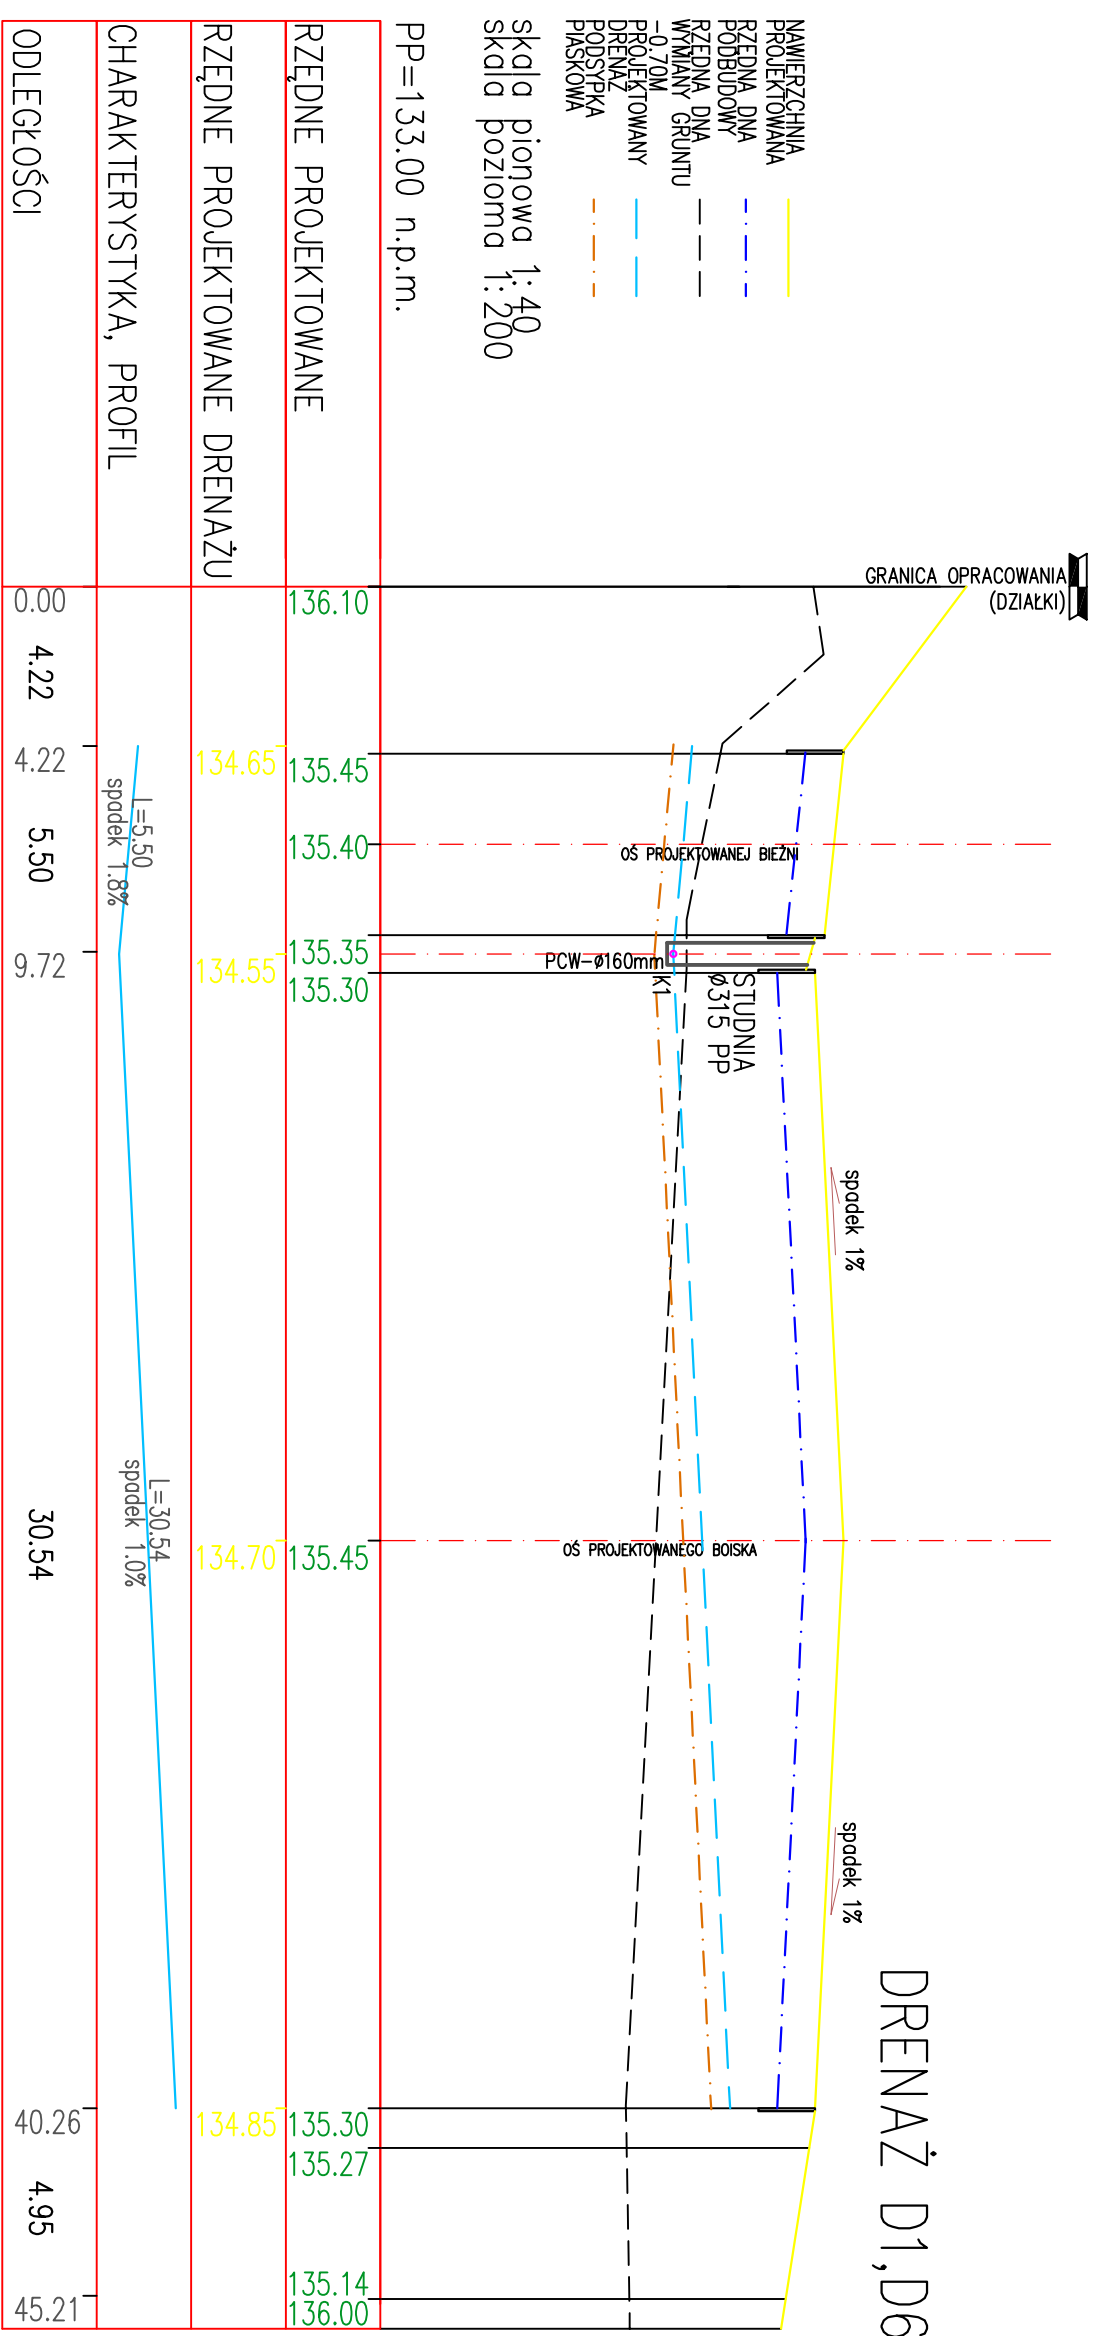 DRENAŻ D1,D6
GRANICA OPRACOWANIA
(DZIAŁKI)
NAWIERZCHNIA
PROJEKTOWANA
RZĘDNA DNA
PODBUDOWY
RZĘDNA DNA
WYMIANY GRUNTU
-0.70M
PROJEKTOWANY
DRENAŻ
PODSYPKA
PIASKOWA
skala pionowa 1:40
skala pozioma 1:200
PP=133.00 n.p.m.
spadek 1%
spadek 1%
OŚ PROJEKTOWANEJ BIEŻNI
STUDNIA
Ø315 PP
PCW-Ø160mm
K1
OŚ PROJEKTOWANEGO BOISKA
RZĘDNE PROJEKTOWANE
136.10
135.45
135.40
135.35
135.30
135.45
135.30
135.27
135.14
136.00
RZĘDNE PROJEKTOWANE DRENAŻU
134.65
134.55
134.70
134.85
CHARAKTERYSTYKA, PROFIL
L=5.50
spadek 1.8%
L=30.54
spadek 1.0%
ODLEGŁOŚCI
0.00
4.22
4.22
5.50
9.72
30.54
40.26
4.95
45.21